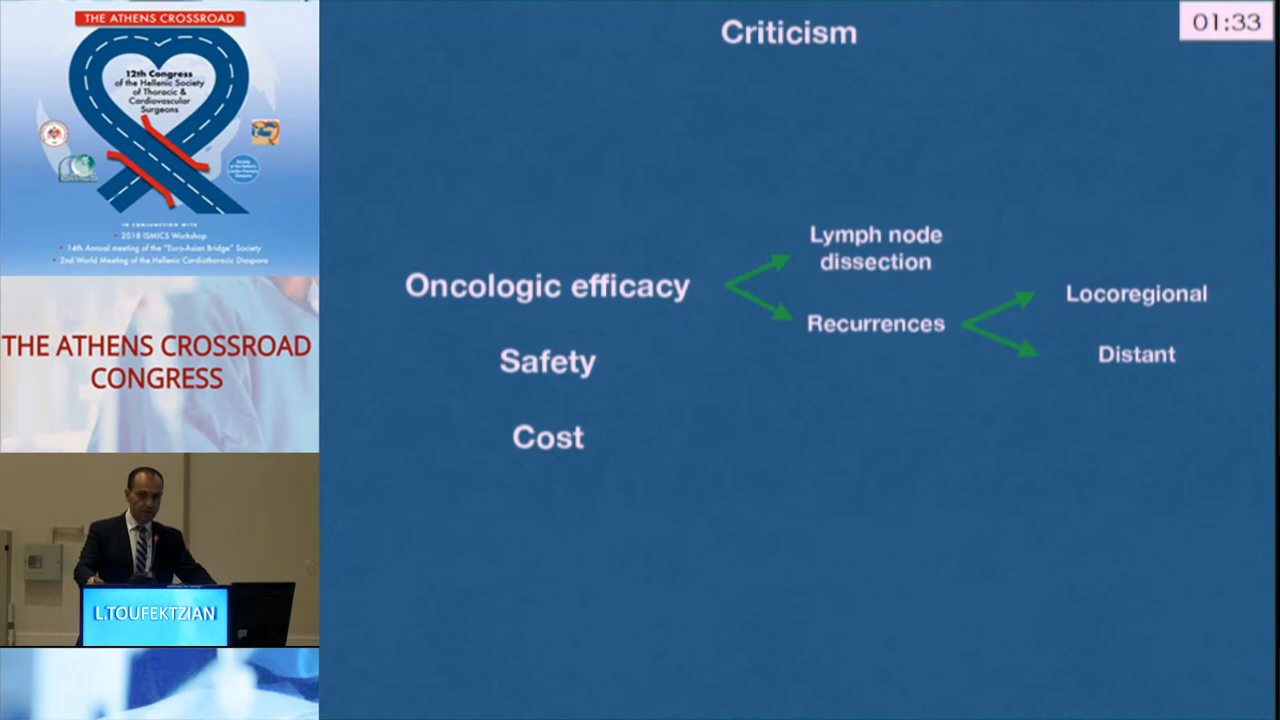 THE ATHENS CROSSROAD
12th Congress
of the Hellenic Society
of Thoracic &
Cardiovascular
Surgeons
IN CONJUNCTION WITH
• 2018 ISMICS Workshop
• 14th Annual meeting of the "Euro-Asian Bridge" Society
• 2nd World Meeting of the Hellenic Cardiothoracic Diaspora
THE ATHENS CROSSROAD
CONGRESS
L.TOUFEKTZIAN
Criticism
01:33
Oncologic efficacy
Lymph node
dissection
Recurrences
Locoregional
Distant
Safety
Cost